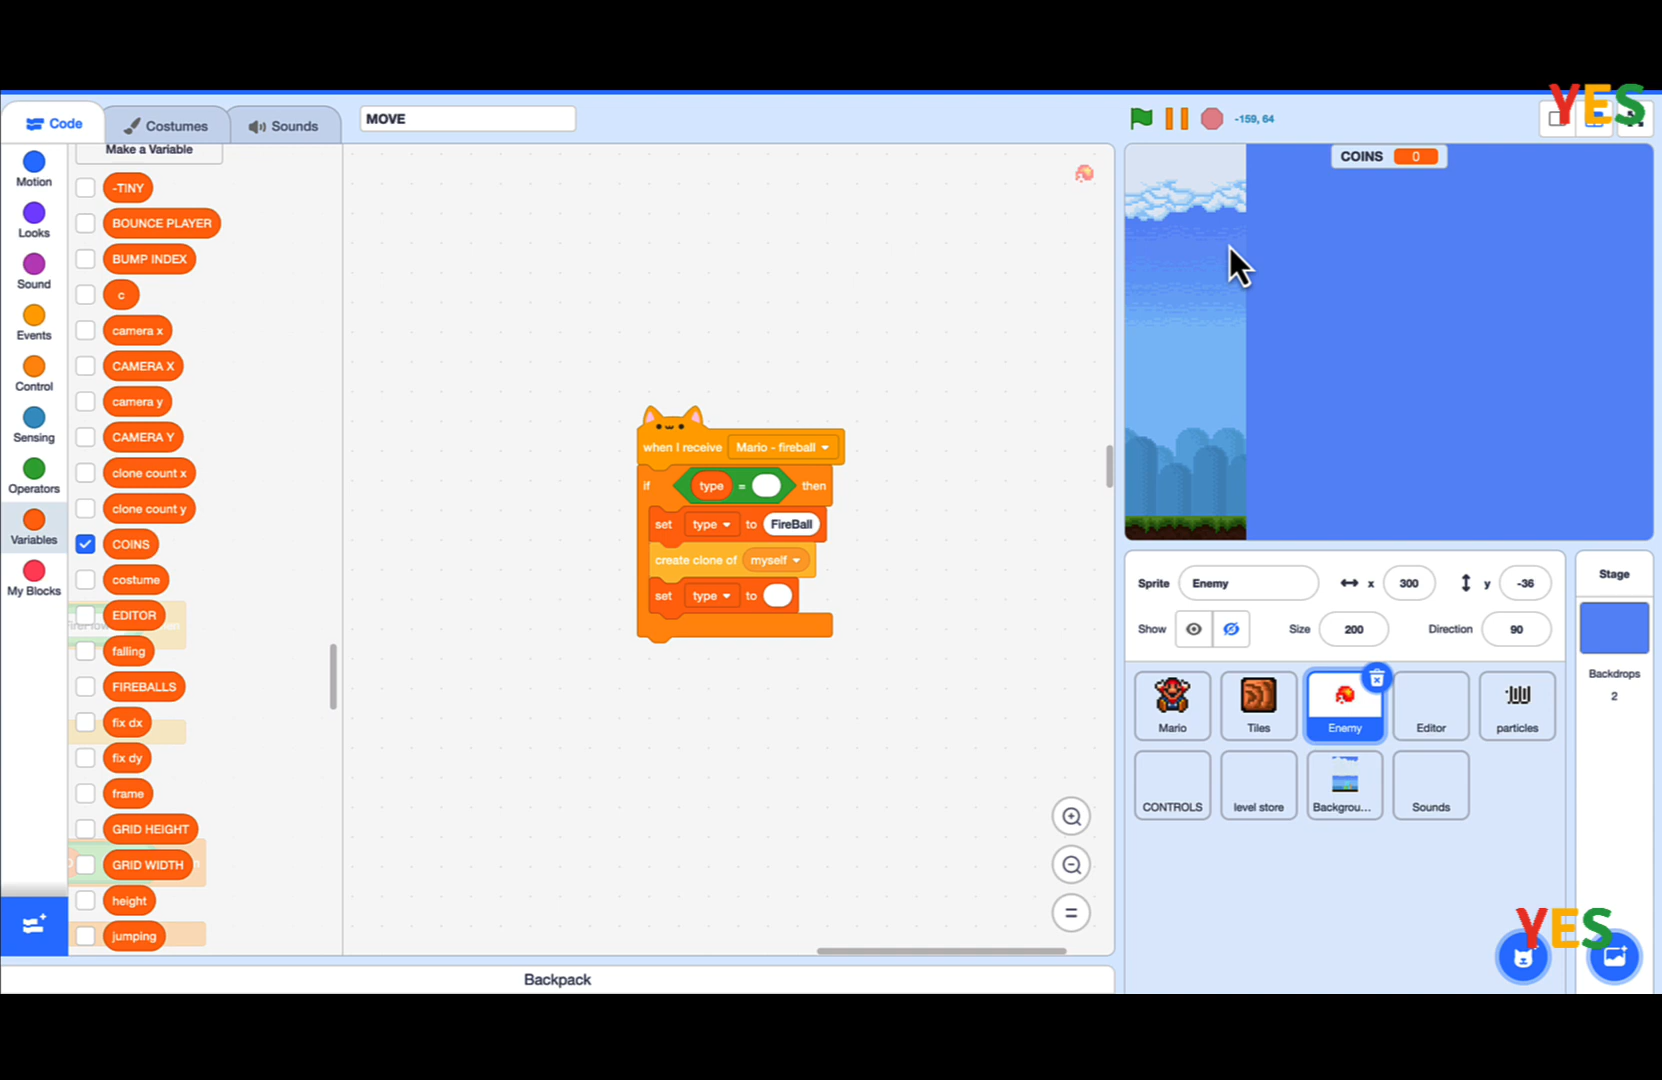 YES
Code
Costumes
Sounds
MOVE
-159, 64
Motion
Looks
Sound
Events
Control
Sensing
Operators
Variables
My Blocks
Make a Variable
-TINY
BOUNCE PLAYER
BUMP INDEX
c
camera x
CAMERA X
camera y
CAMERA Y
clone count x
clone count y
COINS
costume
EDITOR
falling
FIREBALLS
fix dx
fix dy
frame
GRID HEIGHT
GRID WIDTH
height
jumping
when I receive Mario - fireball
if type = then
set type to FireBall
create clone of myself
set type to
Backpack
COINS 0
Sprite Enemy x 300 y -36
Show Size 200 Direction 90
Mario
Tiles
Enemy
Editor
particles
CONTROLS
level store
Backgrou...
Sounds
Stage
Backdrops
2
YES